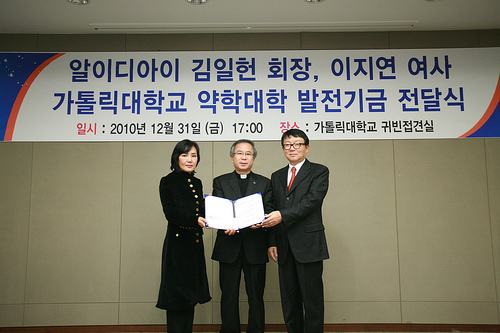 알이디아이 김일헌 회장, 이지연 여사
가톨릭대학교 약학대학 발전기금 전달식
일시 : 2010년 12월 31일 (금) 17:00 장소 : 가톨릭대학교 귀빈접견실